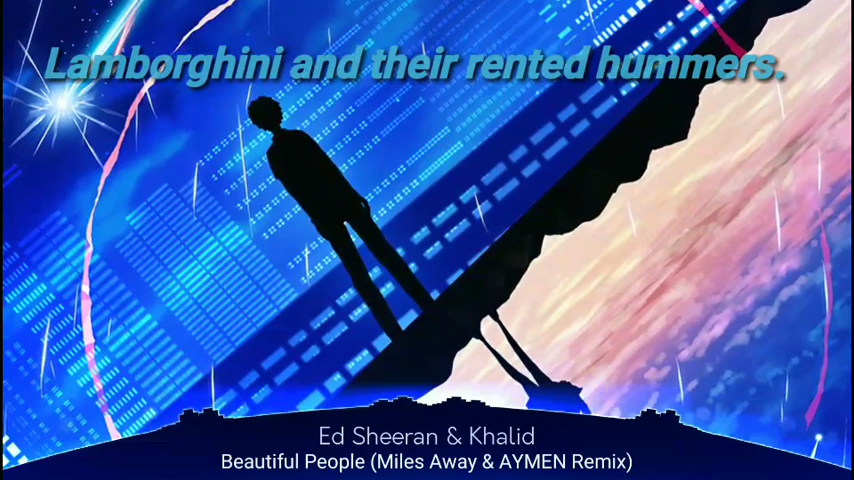 Lamborghini and their rented hummers.
Ed Sheeran & Khalid
Beautiful People (Miles Away & AYMEN Remix)